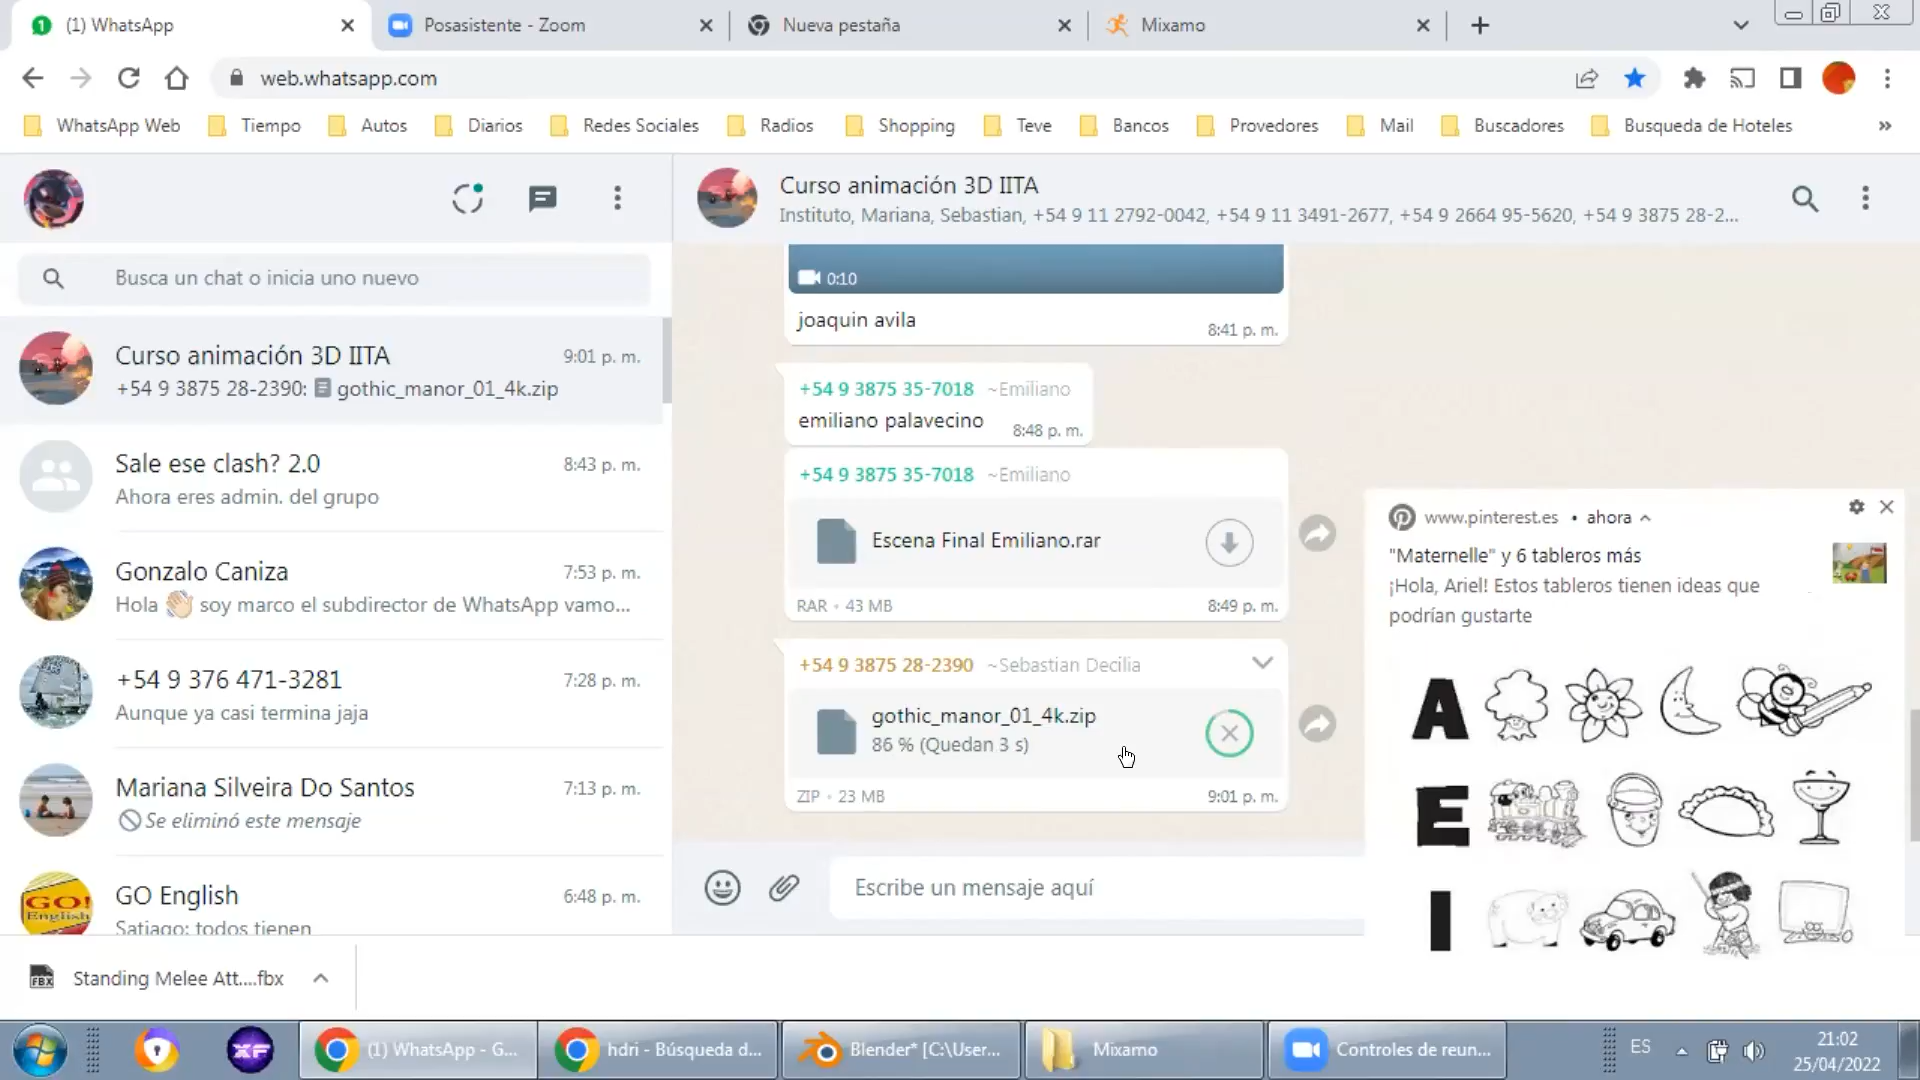 (1) WhatsApp
Posasistente - Zoom
Nueva pestaña
Mixamo
web.whatsapp.com
WhatsApp Web
Tiempo
Autos
Diarios
Redes Sociales
Radios
Shopping
Teve
Bancos
Provedores
Mail
Buscadores
Busqueda de Hoteles
»
Busca un chat o inicia uno nuevo
Curso animación 3D IITA
9:01 p. m.
+54 9 3875 28-2390: gothic_manor_01_4k.zip
Sale ese clash? 2.0
8:43 p. m.
Ahora eres admin. del grupo
Gonzalo Caniza
7:53 p. m.
Hola 👋🏻 soy marco el subdirector de WhatsApp vamo...
+54 9 376 471-3281
7:28 p. m.
Aunque ya casi termina jaja
Mariana Silveira Do Santos
7:13 p. m.
Se eliminó este mensaje
GO!
English
GO English
6:48 p. m.
Satiago: todos tienen
Curso animación 3D IITA
Instituto, Mariana, Sebastian, +54 9 11 2792-0042, +54 9 11 3491-2677, +54 9 2664 95-5620, +54 9 3875 28-2...
0:10
joaquin avila
8:41 p. m.
+54 9 3875 35-7018 ~Emiliano
emiliano palavecino
8:48 p. m.
+54 9 3875 35-7018 ~Emiliano
Escena Final Emiliano.rar
RAR • 43 MB
8:49 p. m.
+54 9 3875 28-2390 ~Sebastian Decilia
gothic_manor_01_4k.zip
86 % (Quedan 3 s)
ZIP • 23 MB
9:01 p. m.
Escribe un mensaje aquí
www.pinterest.es • ahora
"Maternelle" y 6 tableros más
¡Hola, Ariel! Estos tableros tienen ideas que
podrían gustarte
A
E
I
FBX
Standing Melee Att....fbx
XF
(1) WhatsApp - G...
hdri - Búsqueda d...
Blender* [C:\User...
Mixamo
Controles de reun...
ES
21:02
25/04/2022